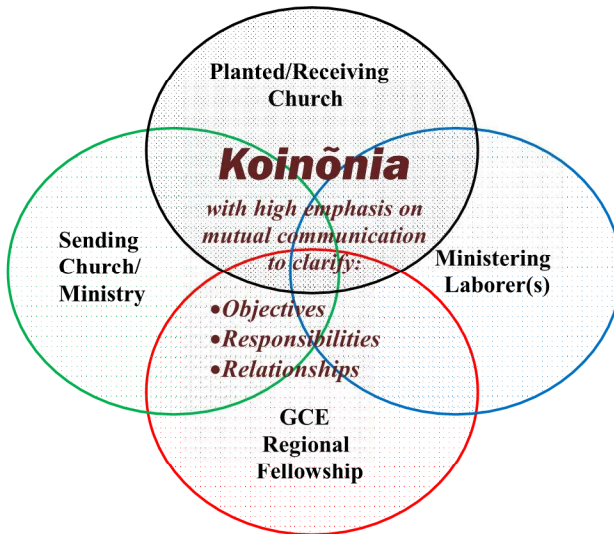 Planted/Receiving
Church
Koinõnia
with high emphasis on
mutual communication
to clarify:
Sending
Church/
Ministry
Ministering
Laborer(s)
•Objectives
•Responsibilities
•Relationships
GCE
Regional
Fellowship